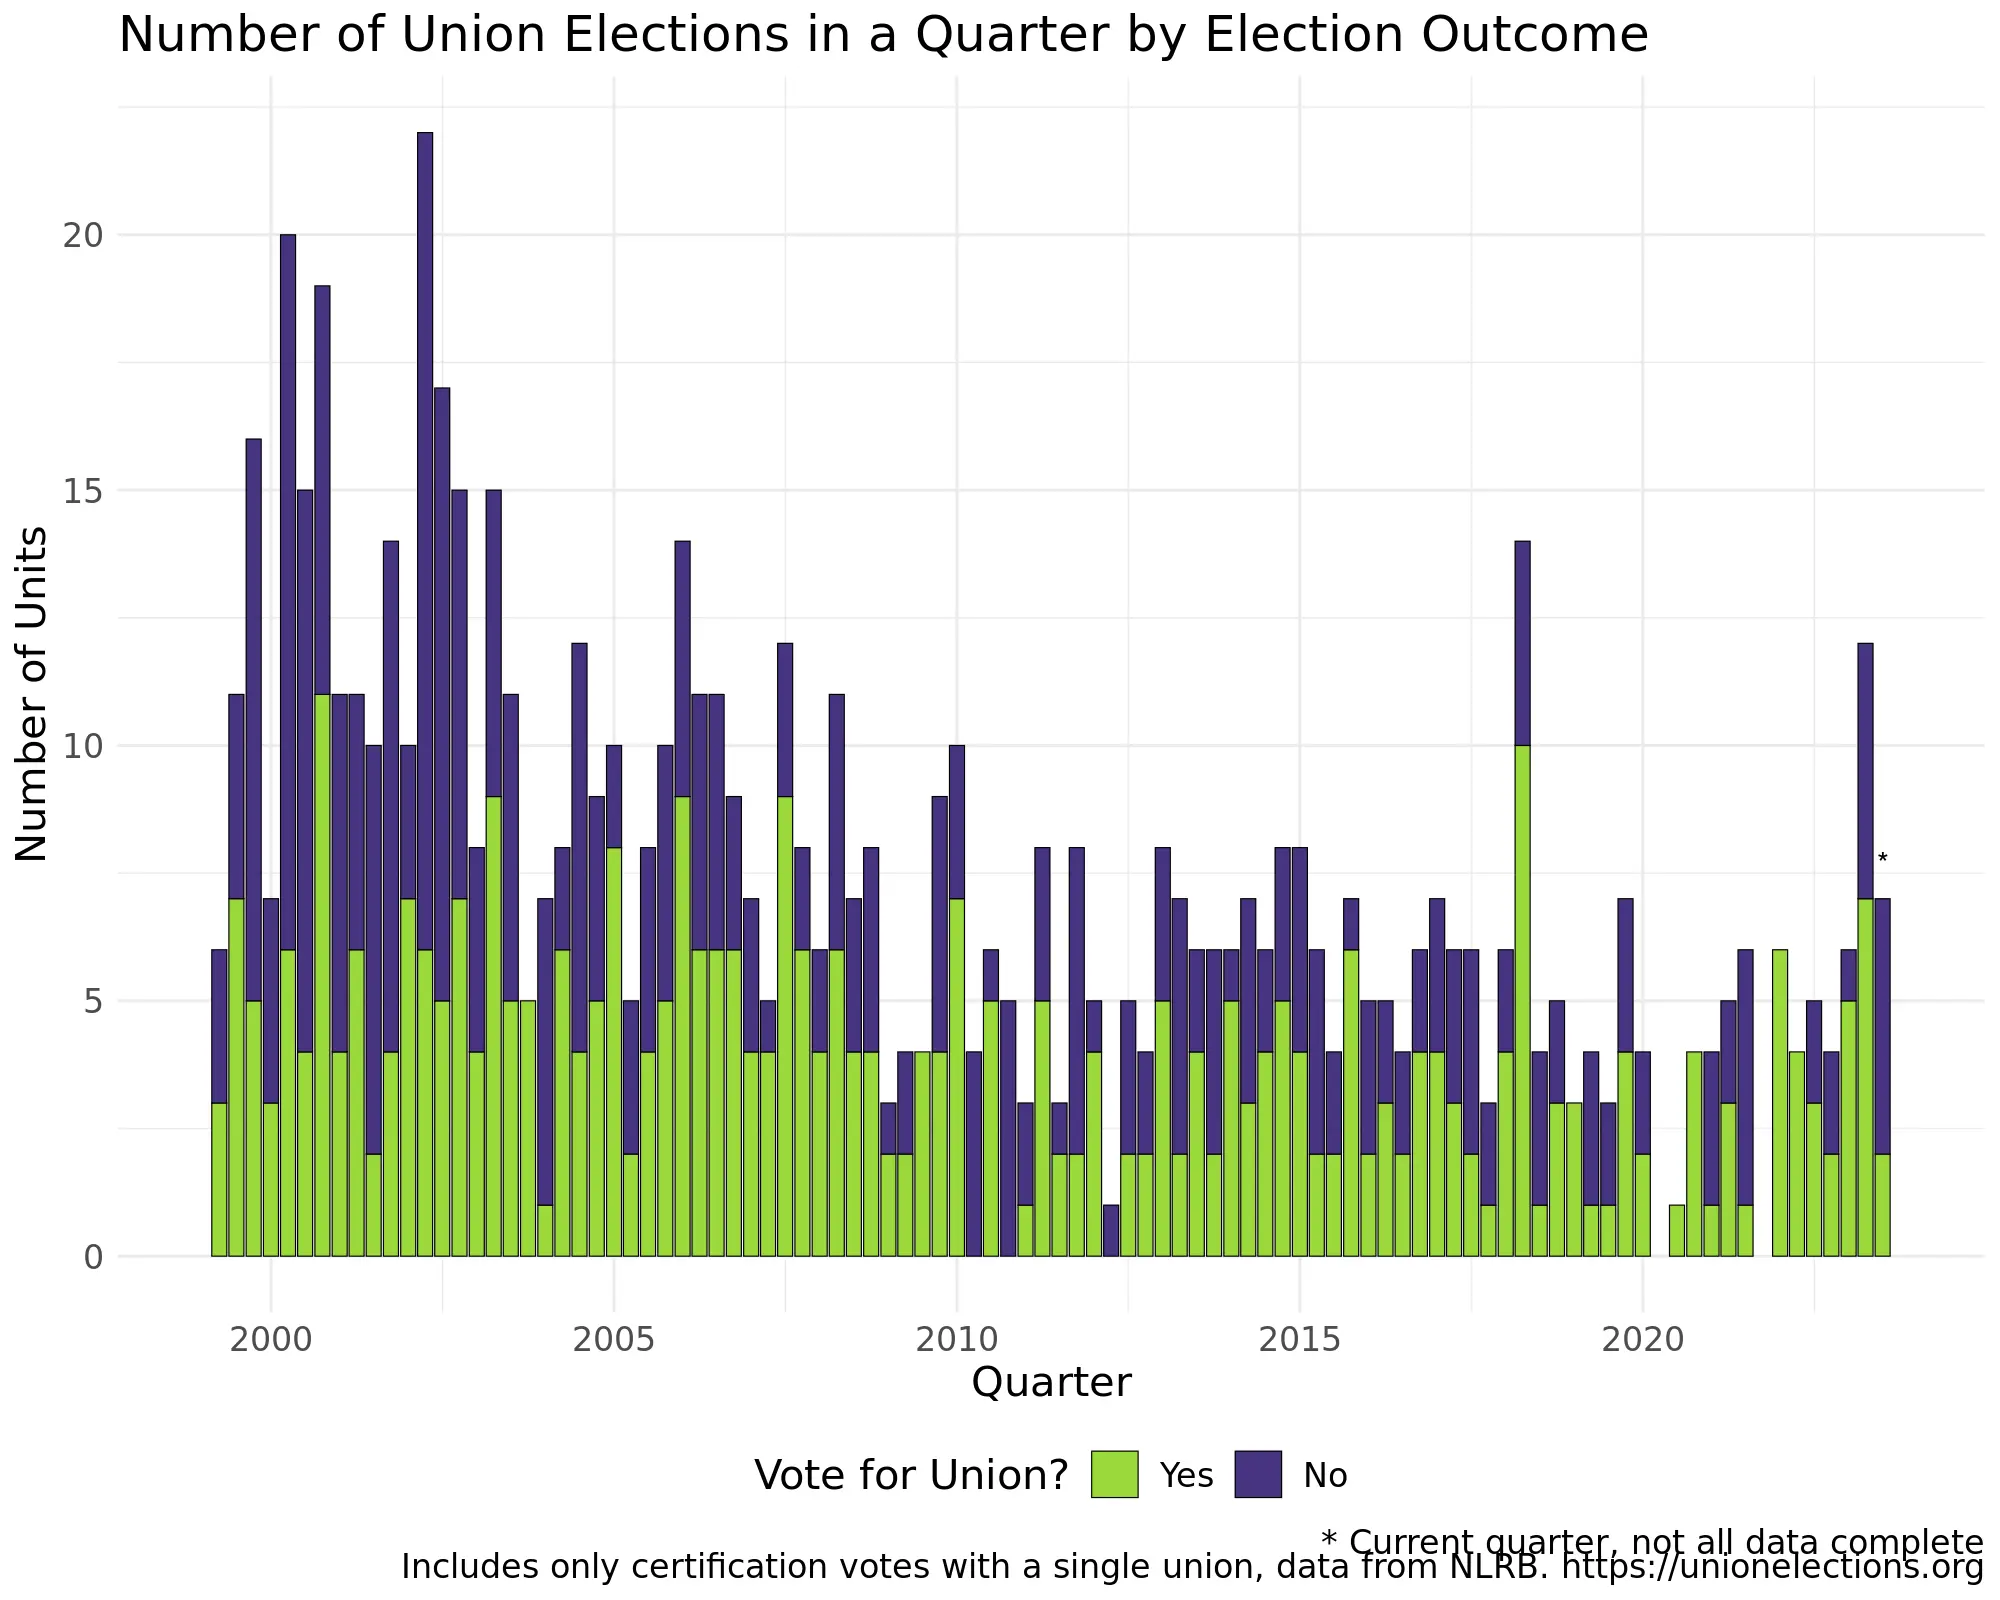 Number of Union Elections in a Quarter by Election Outcome
Number of Units
20
15
10
5
0
*
2000 2005 2010 2015 2020
Quarter
Vote for Union? Yes No
* Current quarter, not all data complete
Includes only certification votes with a single union, data from NLRB. https://unionelections.org